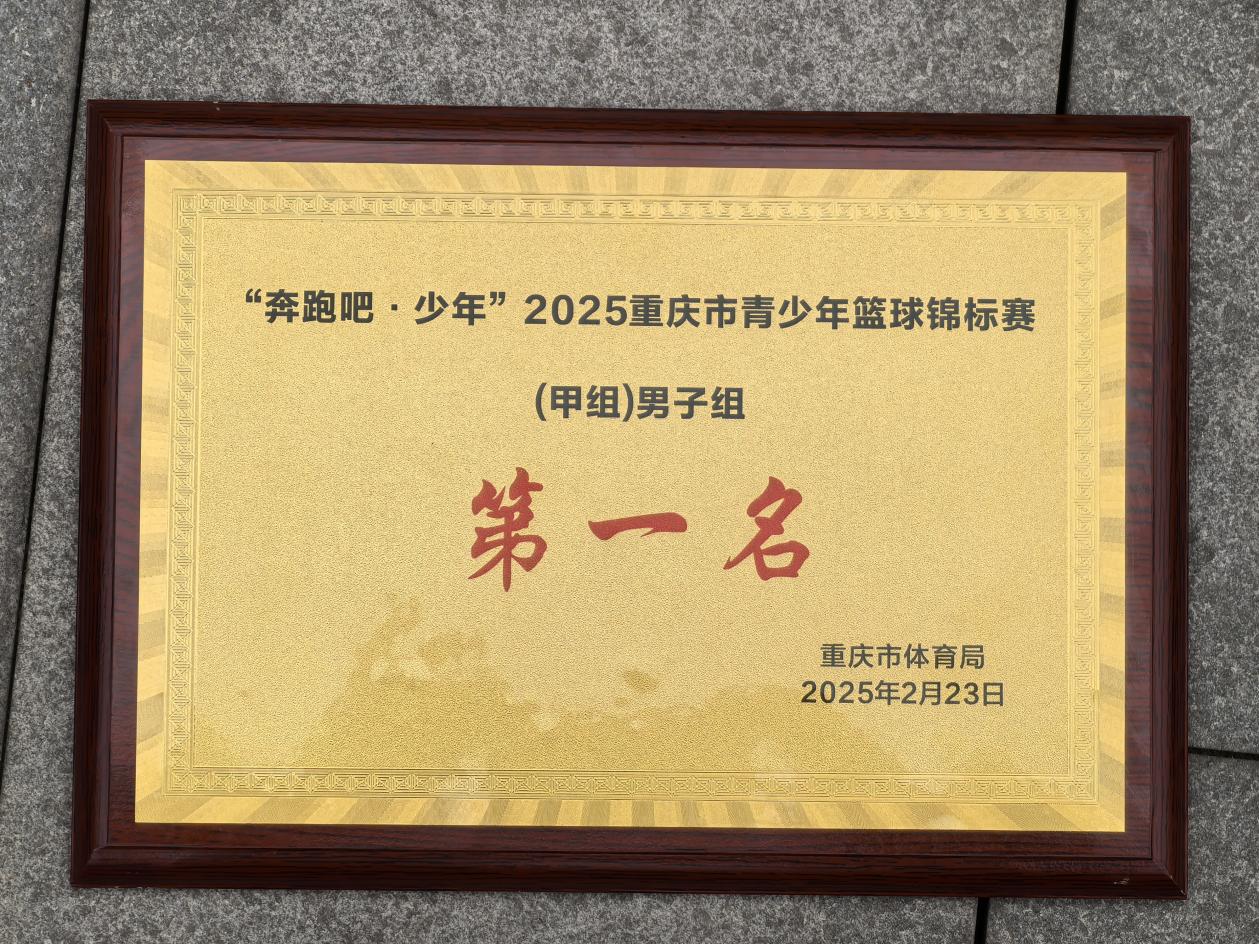 “奔跑吧·少年”2025重庆市青少年篮球锦标赛
(甲组)男子组
第一名
重庆市体育局
2025年2月23日